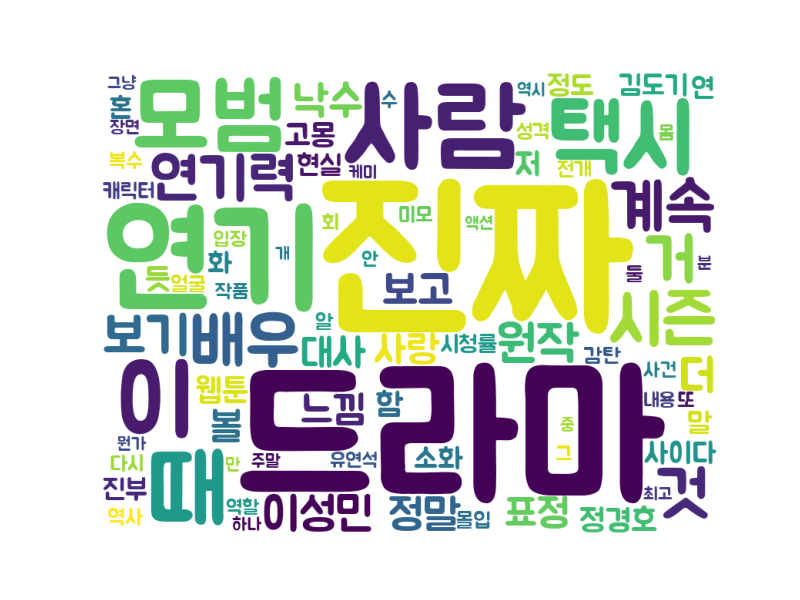 그냥
혼
장면
복수
캐릭터
모범
낙수
수
고몽
현실
케미
연기력
사람
역시
성격
저
정도
전개
택시
몸
김도기
연
계속
연기
듯
얼굴
입장
화
작품
개
회
진짜
안
미모
액션
보고
거
둘
분
시즌
보기
배우
알
대사
사랑
시청률
원작
감탄
사건
더
이
웹툰
볼
느낌
함
드라마
중
그
내용
또
말
뭔가
다시
진부
역사
때
만
주말
역할
하나
유연석
이성민
소화
정말
몰입
표정
정경호
사이다
최고
것